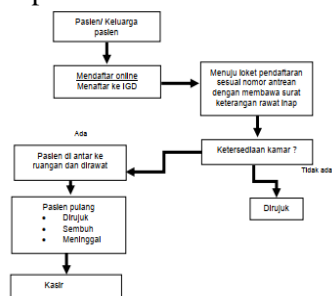 Pasien/ Keluarga
pasien
Mendaftar online
Menaftar ke IGD
Menuju loket pendaftaran
sesuai nomor antrean
dengan membawa surat
keterangan rawat inap
Ada
Ketersediaan kamar ?
Tidak ada
Pasien di antar ke
ruangan dan dirawat
Dirujuk
Pasien pulang
• Dirujuk
• Sembuh
• Meninggal
Kasir